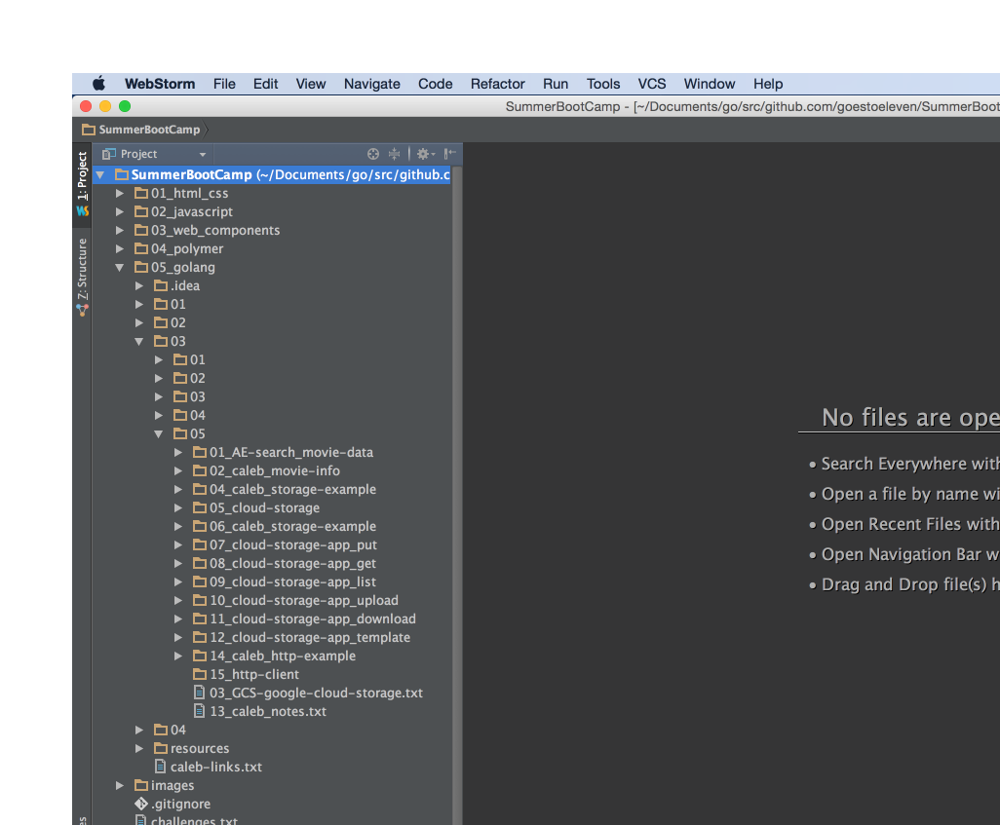 WebStorm File Edit View Navigate Code Refactor Run Tools VCS Window Help
SummerBootCamp - [~/Documents/go/src/github.com/goestoeleven/SummerBoot
SummerBootCamp
1: Project
Project
SummerBootCamp (~/Documents/go/src/github.c
01_html_css
02_javascript
03_web_components
04_polymer
Z: Structure
05_golang
.idea
01
02
03
01
02
03
04
05
01_AE-search_movie-data
02_caleb_movie-info
04_caleb_storage-example
05_cloud-storage
06_caleb_storage-example
07_cloud-storage-app_put
08_cloud-storage-app_get
09_cloud-storage-app_list
10_cloud-storage-app_upload
11_cloud-storage-app_download
12_cloud-storage-app_template
14_caleb_http-example
15_http-client
03_GCS-google-cloud-storage.txt
13_caleb_notes.txt
04
resources
caleb-links.txt
images
.gitignore
challenges.txt
No files are ope
• Search Everywhere with
• Open a file by name wi
• Open Recent Files with
• Open Navigation Bar w
• Drag and Drop file(s) h